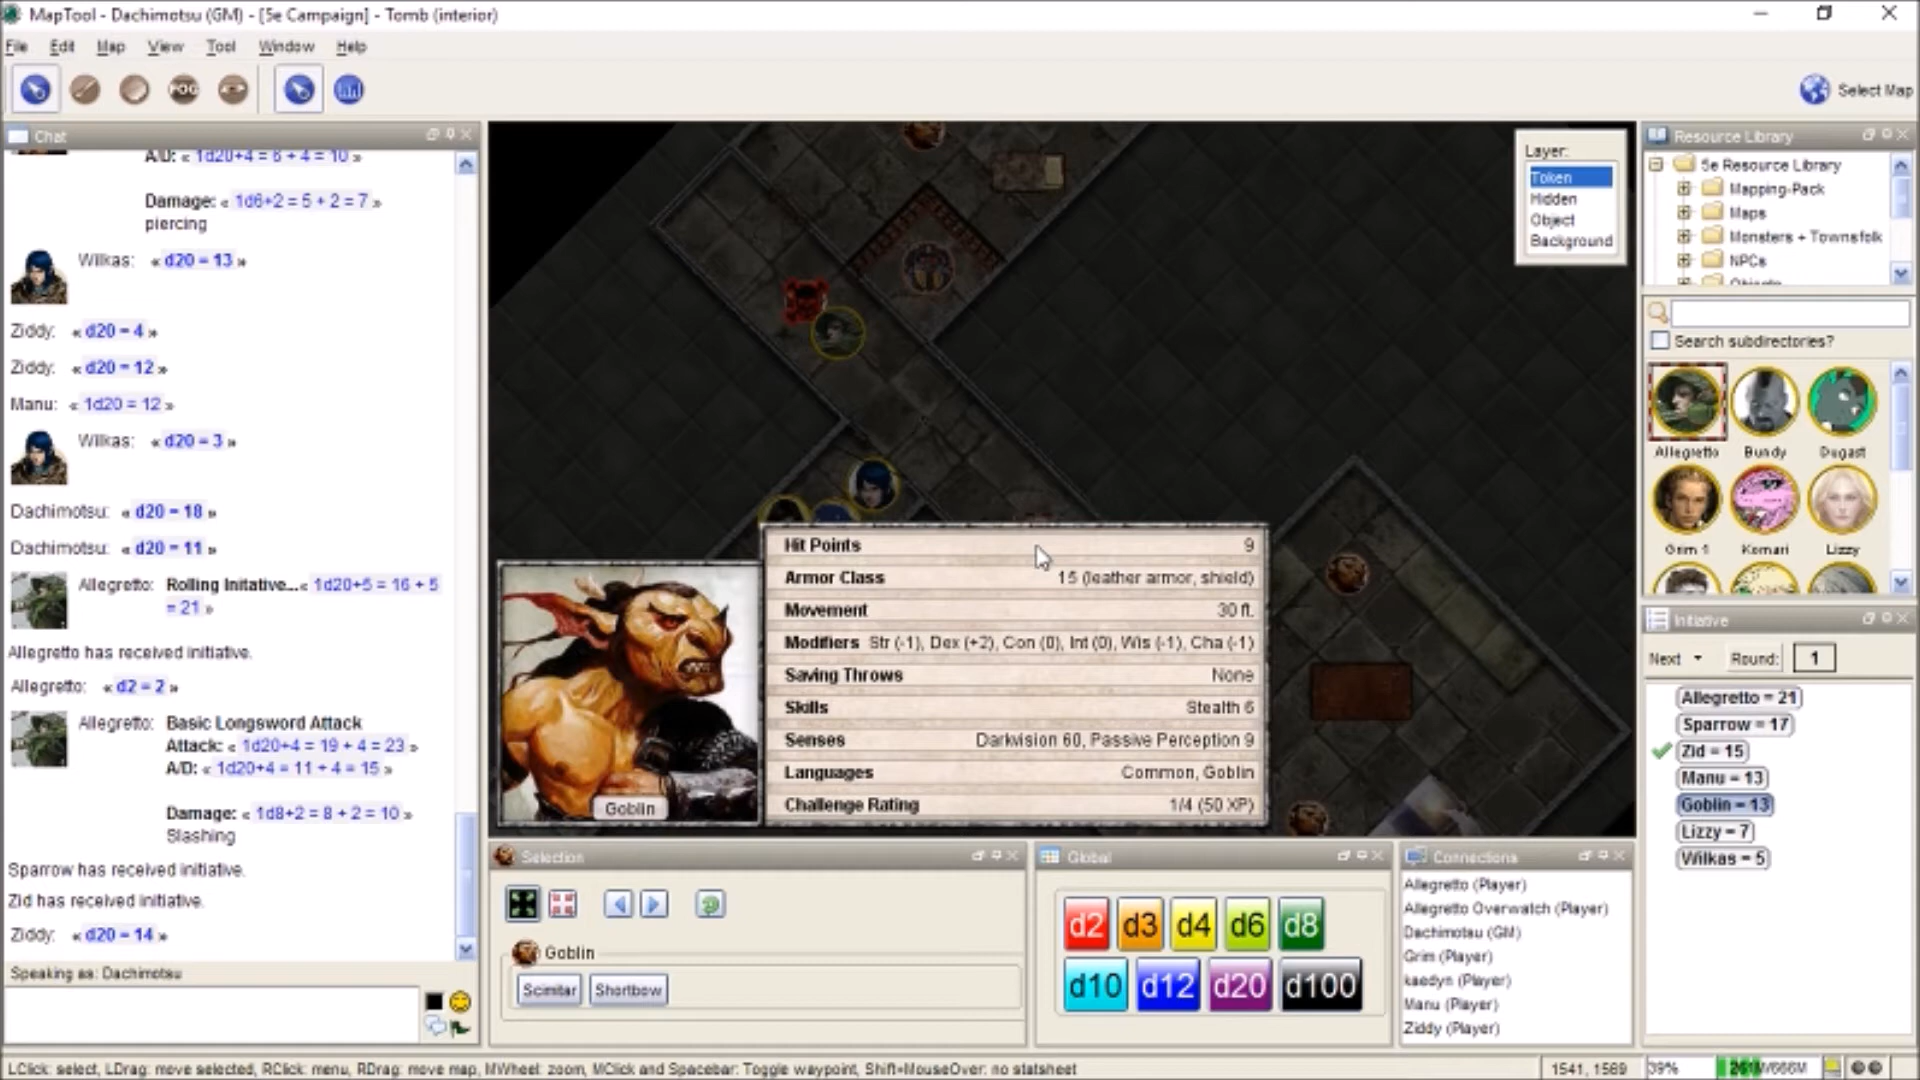 MapTool - Dachimotsu (GM) - [5e Campaign] - Tomb (interior)
File Edit Map View Tool Window Help
FOG
Select Map
Chat
A/D: « 1d20+4 = 6 + 4 = 10 »
Damage: « 1d6+2 = 5 + 2 = 7 »
piercing
Wilkas: « d20 = 13 »
Ziddy: « d20 = 4 »
Ziddy: « d20 = 12 »
Manu: « 1d20 = 12 »
Wilkas: « d20 = 3 »
Dachimotsu: « d20 = 18 »
Dachimotsu: « d20 = 11 »
Allegretto: Rolling Initative... « 1d20+5 = 16 + 5
= 21 »
Allegretto has received initiative.
Allegretto: « d2 = 2 »
Allegretto: Basic Longsword Attack
Attack: « 1d20+4 = 19 + 4 = 23 »
A/D: « 1d20+4 = 11 + 4 = 15 »
Damage: « 1d8+2 = 8 + 2 = 10 »
Slashing
Sparrow has received initiative.
Zid has received initiative.
Ziddy: « d20 = 14 »
Speaking as: Dachimotsu
Layer:
Token
Hidden
Object
Background
Goblin
Hit Points 9
Armor Class 15 (leather armor, shield)
Movement 30 ft.
Modifiers Str (-1), Dex (+2), Con (0), Int (0), Wis (-1), Cha (-1)
Saving Throws None
Skills Stealth 6
Senses Darkvision 60, Passive Perception 9
Languages Common, Goblin
Challenge Rating 1/4 (50 XP)
Selection
Goblin
Scimitar Shortbow
Global
d2 d3 d4 d6 d8
d10 d12 d20 d100
Connections
Allegretto (Player)
Allegretto Overwatch (Player)
Dachimotsu (GM)
Grim (Player)
kaedyn (Player)
Manu (Player)
Ziddy (Player)
Resource Library
5e Resource Library
Mapping-Pack
Maps
Monsters + Townsfolk
NPCs
Objects
Search subdirectories?
Allegretto Bundy Dugast
Grim 1 Komari Lizzy
Initiative
Next Round: 1
Allegretto = 21
Sparrow = 17
Zid = 15
Manu = 13
Goblin = 13
Lizzy = 7
Wilkas = 5
LClick: select, LDrag: move selected, RClick: menu, RDrag: move map, MWheel: zoom, MClick and Spacebar: Toggle waypoint, Shift+MouseOver: no statsheet
1541, 1569
39%
261M/666M